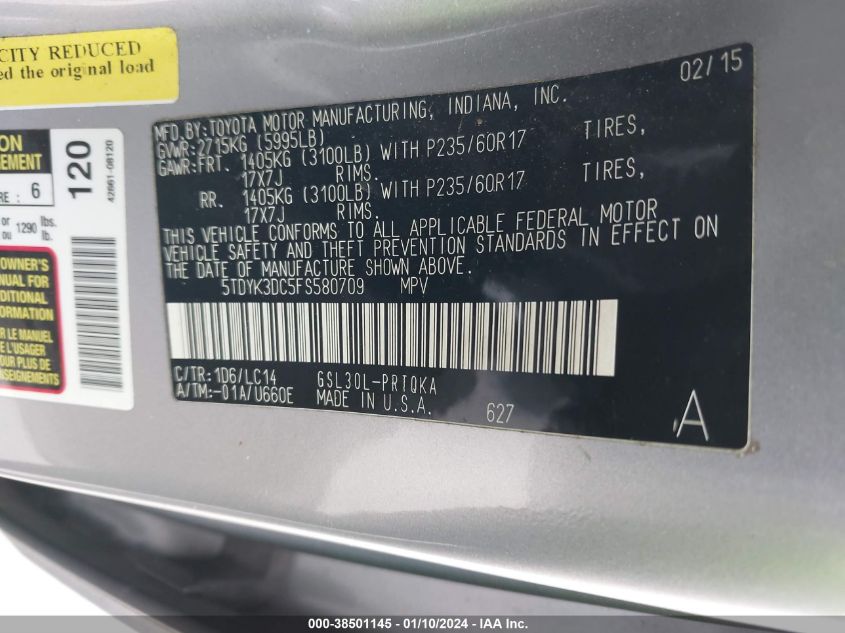 CITY REDUCED
ed the original load
ON
EMENT
RE : 6
or
ou 1290 lbs.
lb.
120
42661-08120
OWNER'S
NUAL FOR
DITIONAL
ORMATION
R LE MANUEL
DE L'USAGER
OUR PLUS DE
SEIGNEMENTS
02/15
MFD. BY: TOYOTA MOTOR MANUFACTURING, INDIANA, INC.
GVWR: 2715KG (5995LB)
GAWR: FRT. 1405KG (3100LB) WITH P235/60R17 TIRES,
17X7J RIMS.
RR. 1405KG (3100LB) WITH P235/60R17 TIRES,
17X7J RIMS.
THIS VEHICLE CONFORMS TO ALL APPLICABLE FEDERAL MOTOR
VEHICLE SAFETY AND THEFT PREVENTION STANDARDS IN EFFECT ON
THE DATE OF MANUFACTURE SHOWN ABOVE.
5TDYK3DC5FS580709 MPV
C/TR: 1D6/LC14 GSL30L-PRTQKA
A/TM: -01A/U660E MADE IN U.S.A. 627
A
000-38501145 - 01/10/2024 - IAA Inc.